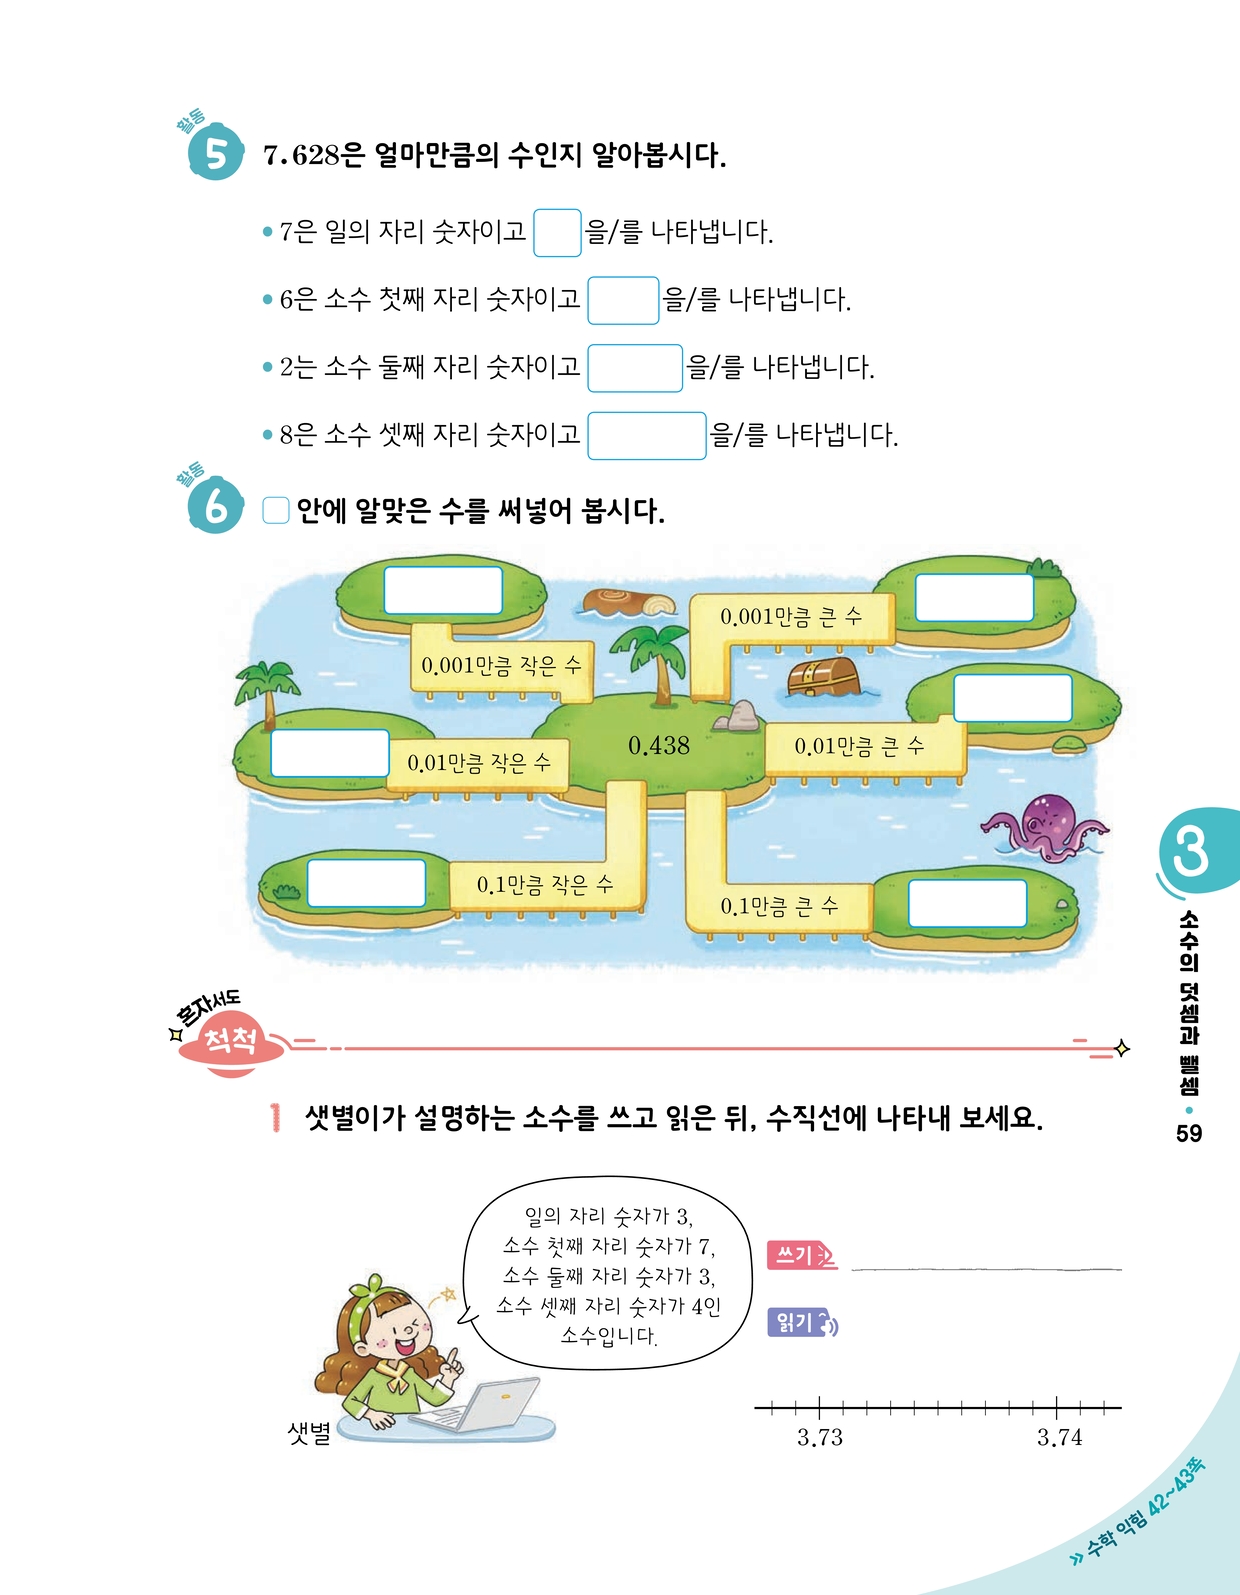 활동
5 7.628은 얼마만큼의 수인지 알아봅시다.
• 7은 일의 자리 숫자이고 을/를 나타냅니다.
• 6은 소수 첫째 자리 숫자이고 을/를 나타냅니다.
• 2는 소수 둘째 자리 숫자이고 을/를 나타냅니다.
• 8은 소수 셋째 자리 숫자이고 을/를 나타냅니다.
활동
6 안에 알맞은 수를 써넣어 봅시다.
0.001만큼 큰 수
0.001만큼 작은 수
0.438
0.01만큼 큰 수
0.01만큼 작은 수
0.1만큼 작은 수
0.1만큼 큰 수
3
소수의 덧셈과 뺄셈 •
59
혼자서도
척척
1 샛별이가 설명하는 소수를 쓰고 읽은 뒤, 수직선에 나타내 보세요.
일의 자리 숫자가 3,
소수 첫째 자리 숫자가 7,
소수 둘째 자리 숫자가 3,
소수 셋째 자리 숫자가 4인
소수입니다.
쓰기
읽기
샛별
3.73 3.74
» 수학 익힘 42~43쪽